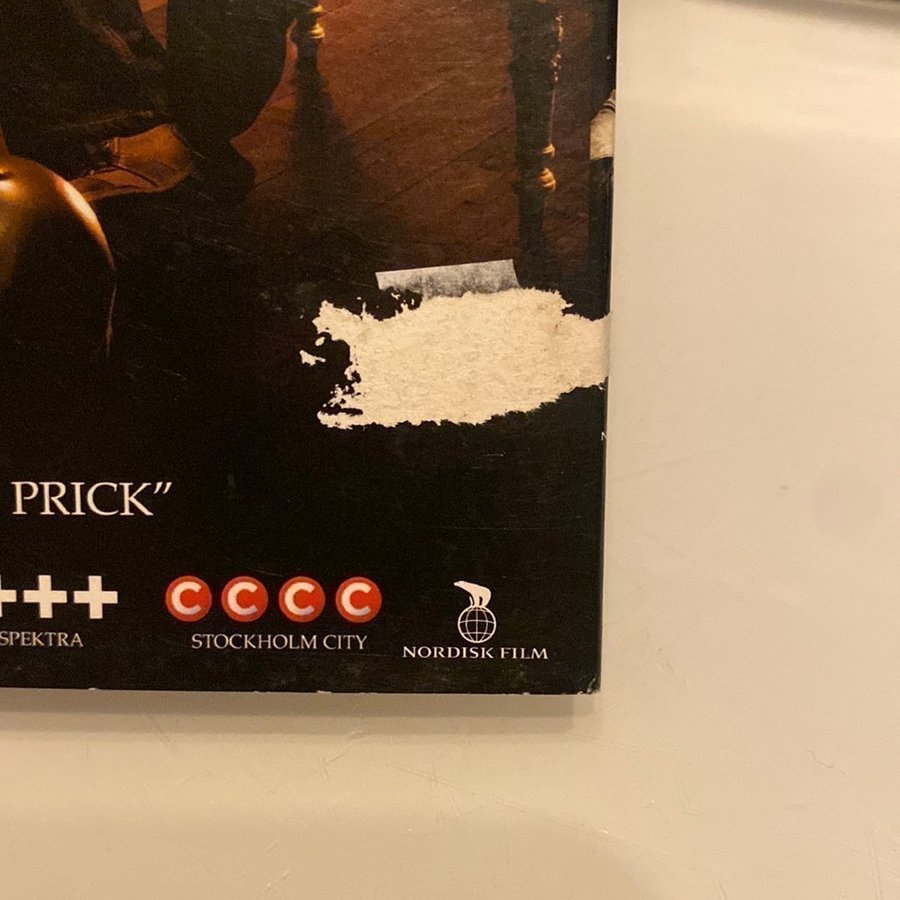 PRICK”
+++
SPEKTRA
C C C C
STOCKHOLM CITY
NORDISK FILM